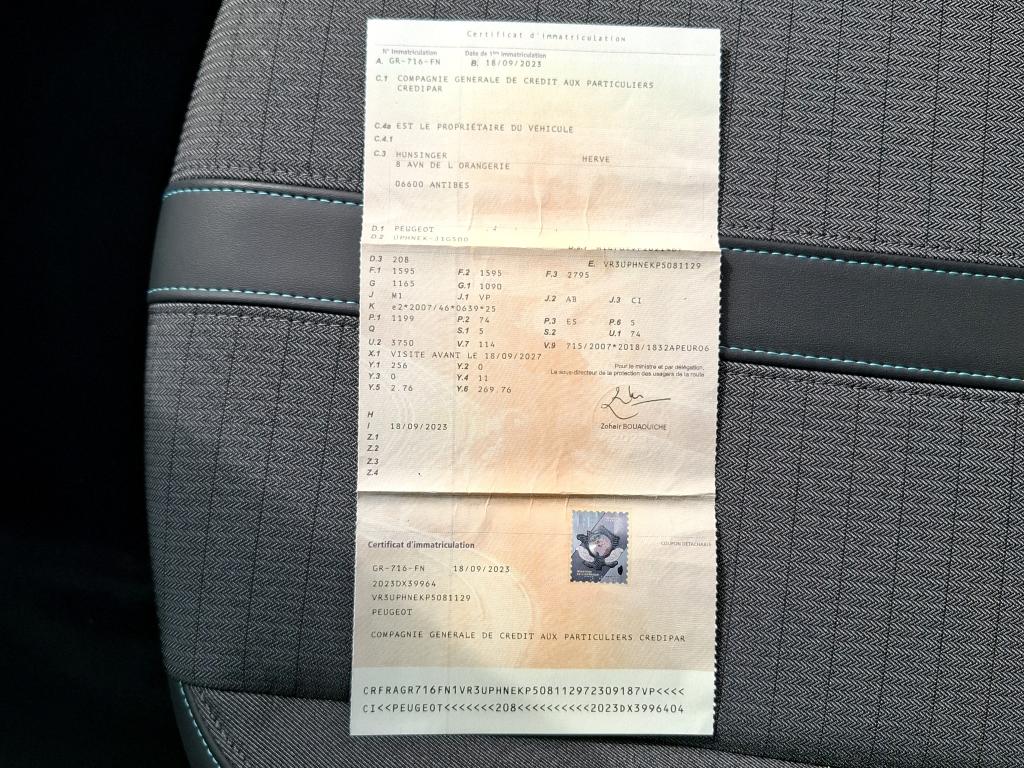 Certificat d'immatriculation
N° Immatriculation Date de 1ère immatriculation
A. GR-716-FN B. 18/09/2023
C.1 COMPAGNIE GENERALE DE CREDIT AUX PARTICULIERS
CREDIPAR
C.4a EST LE PROPRIÉTAIRE DU VÉHICULE
C.4.1
C.3 HUNSINGER HERVE
8 AVN DE L ORANGERIE
06600 ANTIBES
D.1 PEUGEOT
D.2 UPHNEK-J1G500
D.3 208 E. VR3UPHNEKP5081129
F.1 1595 F.2 1595 F.3 2795
G 1165 G.1 1090
J M1 J.1 VP J.2 AB J.3 CI
K e2*2007/46*0639*25
P.1 1199 P.2 74 P.3 ES P.6 5
Q S.1 5 S.2 U.1 74
U.2 3750 V.7 114 V.9 715/2007*2018/1832APEURO6
X.1 VISITE AVANT LE 18/09/2027
Y.1 256 Y.2 0 Pour le ministre et par délégation,
Y.3 0 Y.4 11 La sous-directeur de la protection des usagers de la route
Y.5 2.76 Y.6 269.76
H
I 18/09/2023 Zoheir BOUAOUICHE
Z.1
Z.2
Z.3
Z.4
Certificat d'immatriculation COUPON DÉTACHABLE
GR-716-FN 18/09/2023
2023DX39964
VR3UPHNEKP5081129
PEUGEOT
COMPAGNIE GENERALE DE CREDIT AUX PARTICULIERS CREDIPAR
CRFRAGR716FN1VR3UPHNEKP508112972309187VP<<<<
CI<<PEUGEOT<<<<<<<208<<<<<<<<<<2023DX3996404